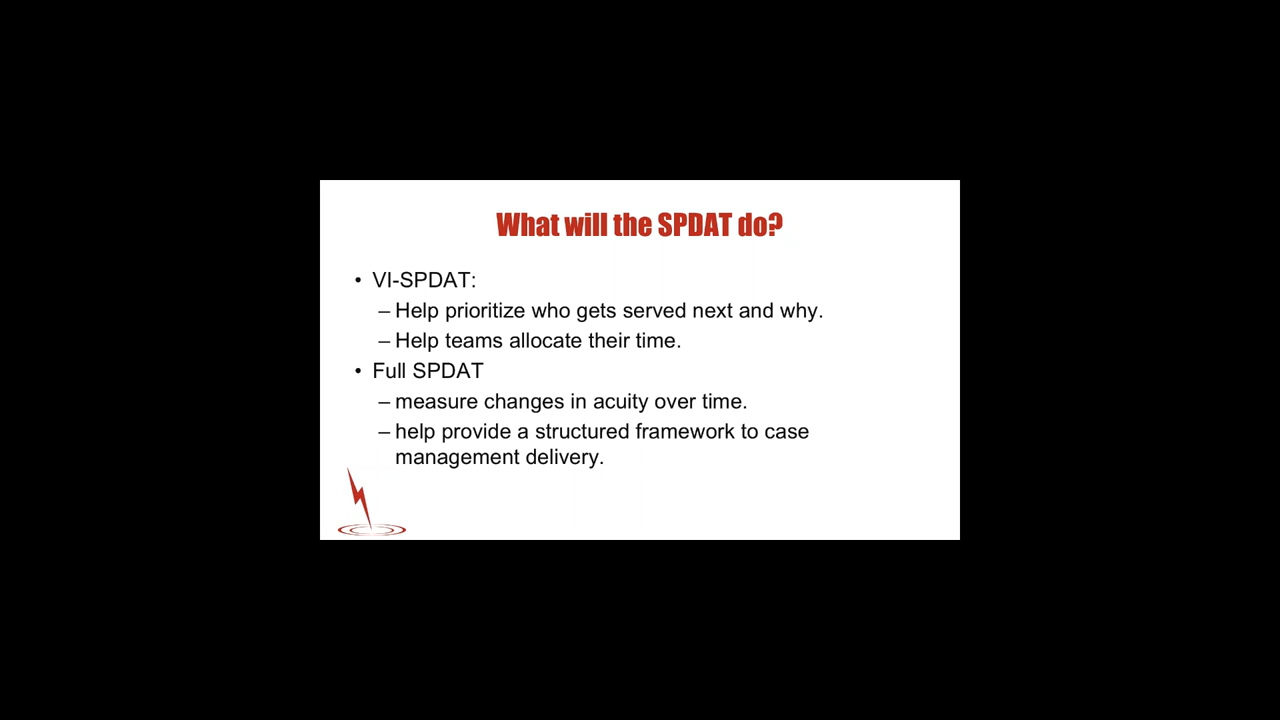 What will the SPDAT do?
• VI-SPDAT:
– Help prioritize who gets served next and why.
– Help teams allocate their time.
• Full SPDAT
– measure changes in acuity over time.
– help provide a structured framework to case
management delivery.